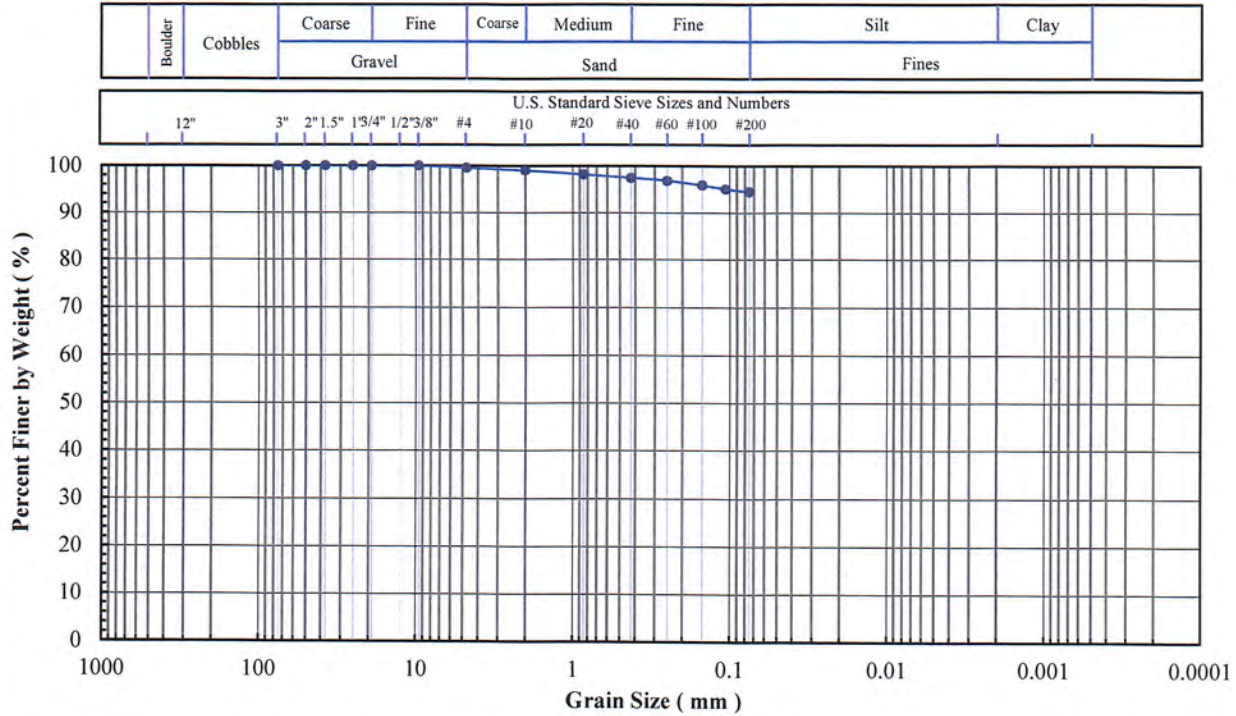 Boulder
Cobbles
Coarse Fine Coarse Medium Fine Silt Clay
Gravel Sand Fines
U.S. Standard Sieve Sizes and Numbers
12" 3" 2" 1.5" 1" 3/4" 1/2" 3/8" #4 #10 #20 #40 #60 #100 #200
Percent Finer by Weight ( % )
100
90
80
70
60
50
40
30
20
10
0
1000 100 10 1 0.1 0.01 0.001 0.0001
Grain Size ( mm )